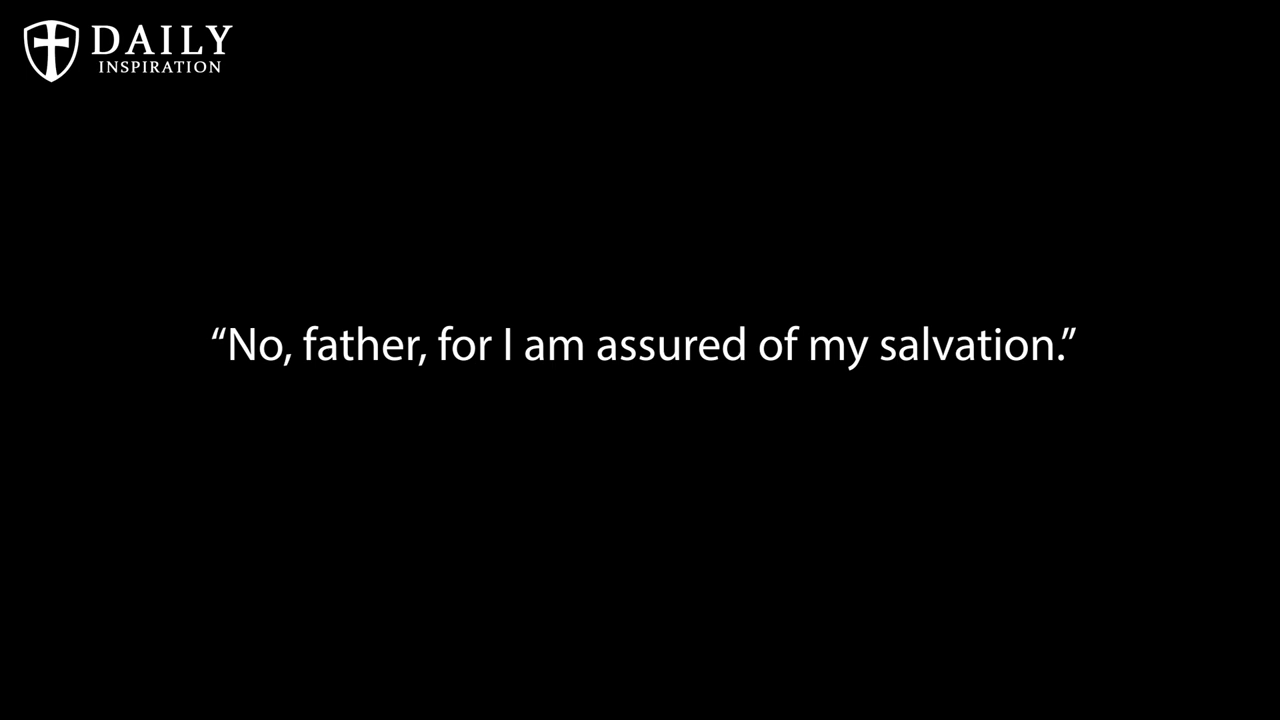 DAILY
INSPIRATION
“No, father, for I am assured of my salvation.”